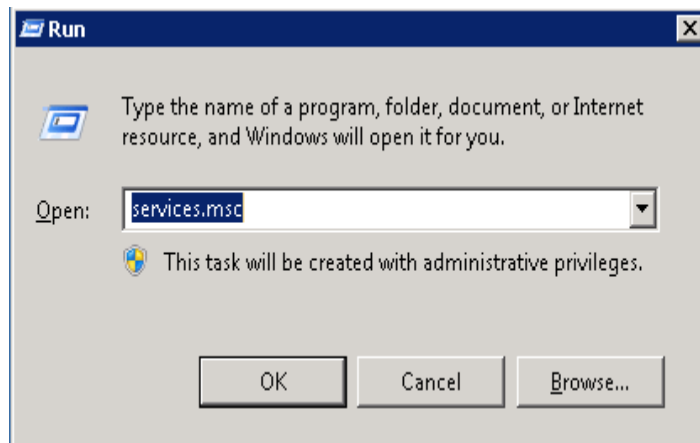 Run
Type the name of a program, folder, document, or Internet
resource, and Windows will open it for you.
Open: services.msc
This task will be created with administrative privileges.
OK Cancel Browse...